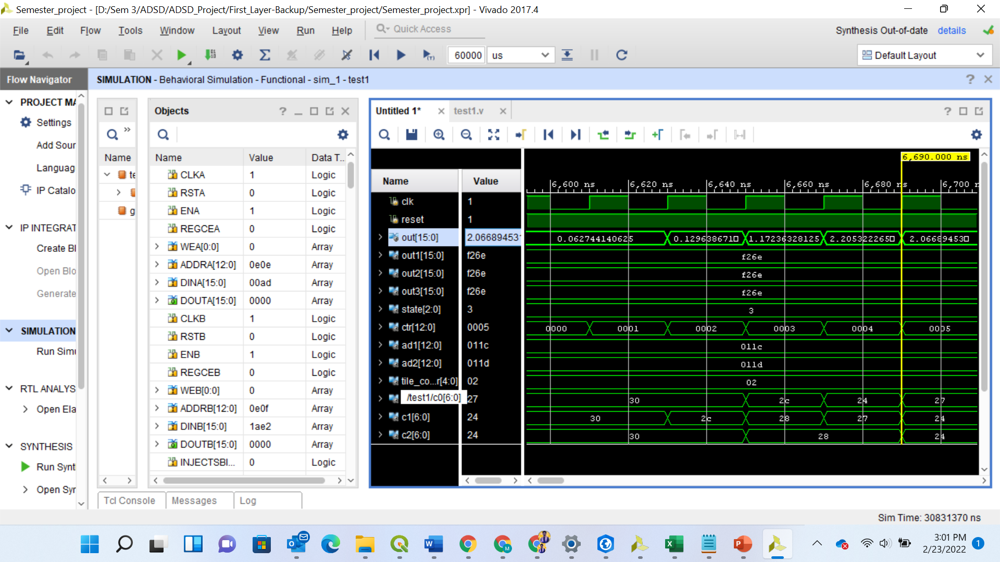 Semester_project - [D:/Sem 3/ADSD/ADSD_Project/First_Layer-Backup/Semester_project/Semester_project.xpr] - Vivado 2017.4
File Edit Flow Tools Window Layout View Run Help Quick Access
Synthesis Out-of-date details
60000 us
Default Layout
Flow Navigator
SIMULATION - Behavioral Simulation - Functional - sim_1 - test1
PROJECT MA
Settings
Add Sour
Languag
IP Catalo
IP INTEGRAT
Create Bl
Open Blo
Generate
SIMULATION
Run Simu
RTL ANALYS
Open Ela
SYNTHESIS
Run Synt
Open Syr
Name
te
g
Objects
Name Value Data T...
CLKA 1 Logic
RSTA 0 Logic
ENA 1 Logic
REGCEA 0 Logic
WEA[0:0] 0 Array
ADDRA[12:0] 0e0e Array
DINA[15:0] 00ad Array
DOUTA[15:0] 0000 Array
CLKB 1 Logic
RSTB 0 Logic
ENB 1 Logic
REGCEB 0 Logic
WEB[0:0] 0 Array
ADDRB[12:0] 0e0f Array
DINB[15:0] 1ae2 Array
DOUTB[15:0] 0000 Array
INJECTSBI... 0 Logic
Untitled 1* test1.v
6,690.000 ns
6,600 ns 6,620 ns 6,640 ns 6,660 ns 6,680 ns 6,700 n
Name Value
clk 1
reset 1
out[15:0] 2.066894531 0.062744140625 0.129638671 1.17236328125 2.205322265 2.06689453
out1[15:0] f26e f26e
out2[15:0] f26e f26e
out3[15:0] f26e f26e
state[2:0] 3 3
ctr[12:0] 0005 0000 0001 0002 0003 0004 0005
ad1[12:0] 011c 011c
ad2[12:0] 011d 011d
tile_co...r[4:0] 02 02
/test1/c0[6:0] 27 30 2c 24 27
c1[6:0] 24 30 2c 28 27 24
c2[6:0] 24 30 28 24
Tcl Console Messages Log
Sim Time: 30831370 ns
3:01 PM
2/23/2022
1